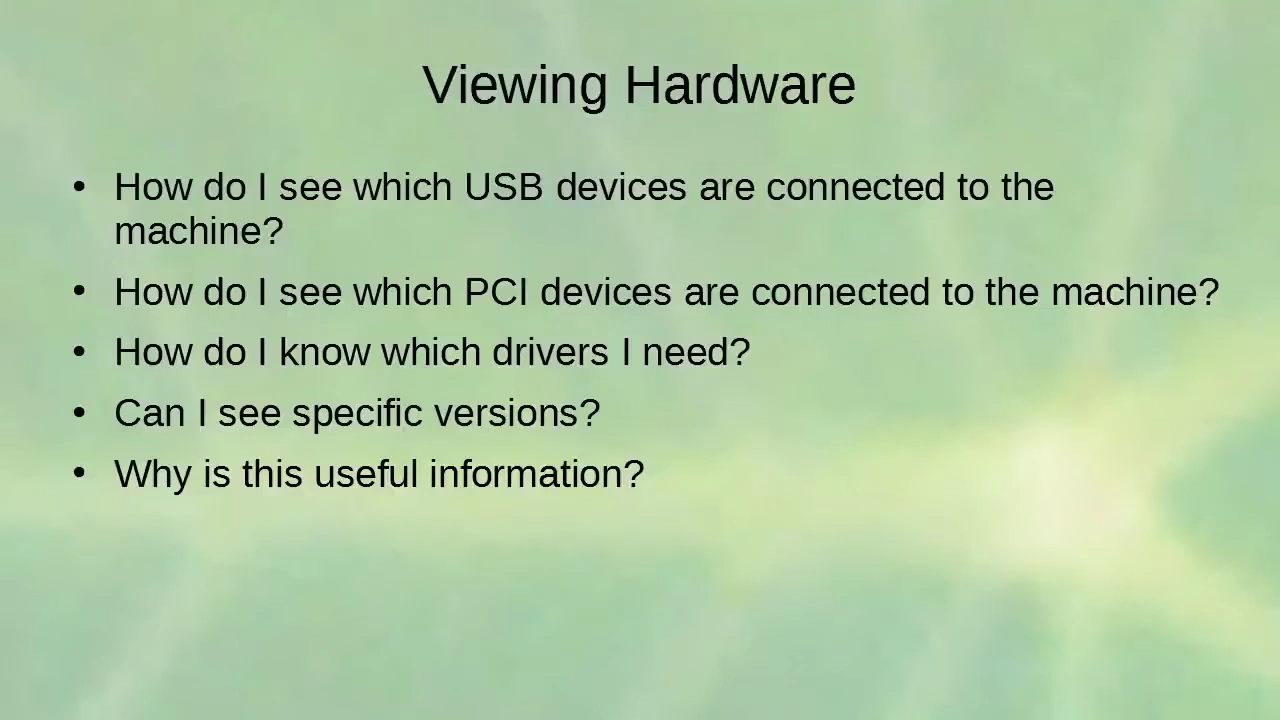 Viewing Hardware
• How do I see which USB devices are connected to the
machine?
• How do I see which PCI devices are connected to the machine?
• How do I know which drivers I need?
• Can I see specific versions?
• Why is this useful information?